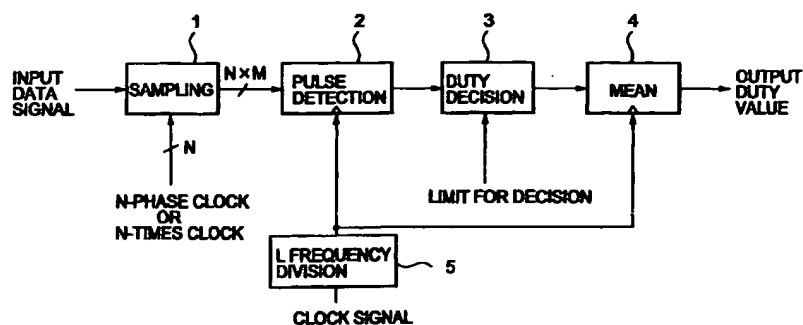 1
2
3
4
INPUT
DATA
SIGNAL
SAMPLING
N×M
PULSE
DETECTION
DUTY
DECISION
MEAN
OUTPUT
DUTY
VALUE
N
N-PHASE CLOCK
OR
N-TIMES CLOCK
LIMIT FOR DECISION
L FREQUENCY
DIVISION
5
CLOCK SIGNAL